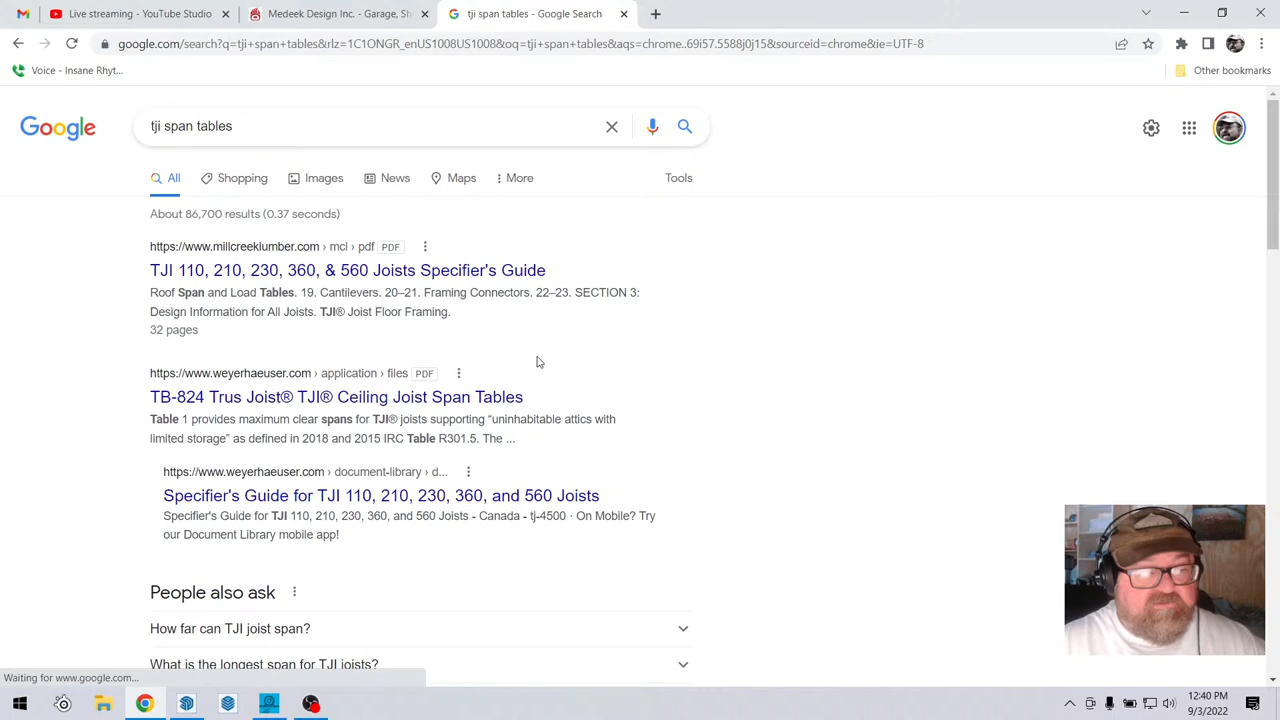 Live streaming - YouTube Studio
Medeek Design Inc. - Garage, Sh
tji span tables - Google Search
google.com/search?q=tji+span+tables&rlz=1C1ONGR_enUS1008US1008&oq=tji+span+tables&aqs=chrome..69i57.5588j0j15&sourceid=chrome&ie=UTF-8
Voice - Insane Rhyt...
Other bookmarks
Google
tji span tables
All
Shopping
Images
News
Maps
More
Tools
About 86,700 results (0.37 seconds)
https://www.millcreeklumber.com › mcl › pdf PDF
TJI 110, 210, 230, 360, & 560 Joists Specifier's Guide
Roof Span and Load Tables. 19. Cantilevers. 20–21. Framing Connectors. 22–23. SECTION 3:
Design Information for All Joists. TJI® Joist Floor Framing.
32 pages
https://www.weyerhaeuser.com › application › files PDF
TB-824 Trus Joist® TJI® Ceiling Joist Span Tables
Table 1 provides maximum clear spans for TJI® joists supporting “uninhabitable attics with
limited storage” as defined in 2018 and 2015 IRC Table R301.5. The ...
https://www.weyerhaeuser.com › document-library › d...
Specifier's Guide for TJI 110, 210, 230, 360, and 560 Joists
Specifier's Guide for TJI 110, 210, 230, 360, and 560 Joists - Canada - tj-4500 · On Mobile? Try
our Document Library mobile app!
People also ask
How far can TJI joist span?
What is the longest span for TJI joists?
Waiting for www.google.com...
12:40 PM
9/3/2022